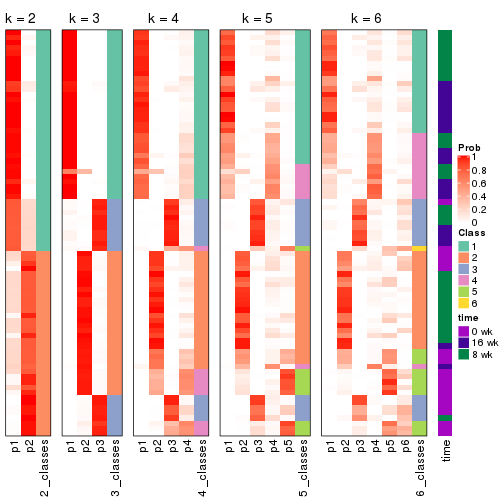 k = 2
k = 3
k = 4
k = 5
k = 6
Prob
1
0.8
0.6
0.4
0.2
0
Class
1
2
3
4
5
6
time
0 wk
16 wk
8 wk
p1
p2
2_classes
p1
p2
p3
3_classes
p1
p2
p3
p4
4_classes
p1
p2
p3
p4
p5
5_classes
p1
p2
p3
p4
p5
p6
6_classes
time